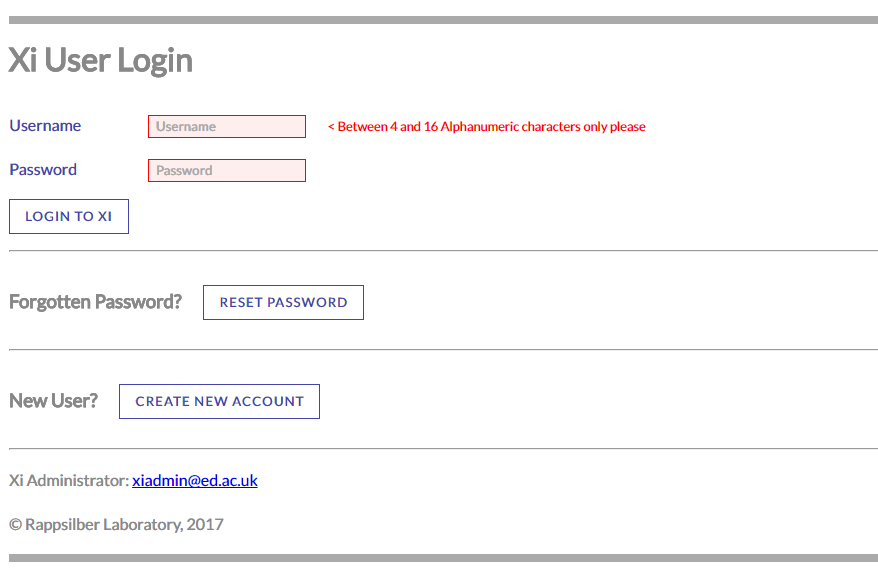 Xi User Login
Username Username < Between 4 and 16 Alphanumeric characters only please
Password Password
LOGIN TO XI
Forgotten Password? RESET PASSWORD
New User? CREATE NEW ACCOUNT
Xi Administrator: xiadmin@ed.ac.uk
© Rappsilber Laboratory, 2017